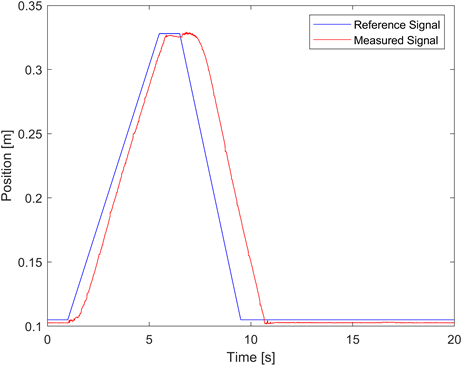 0.35
Reference Signal
Measured Signal
0.3
0.25
Position [m]
0.2
0.15
0.1
0 5 10 15 20
Time [s]